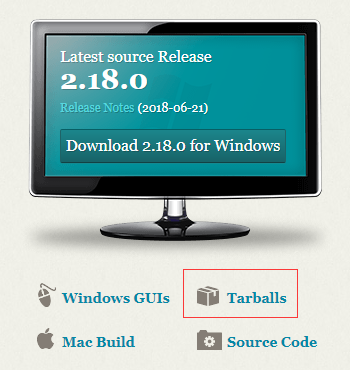 Latest source Release
2.18.0
Release Notes (2018-06-21)
Download 2.18.0 for Windows
Windows GUIs
Tarballs
Mac Build
Source Code